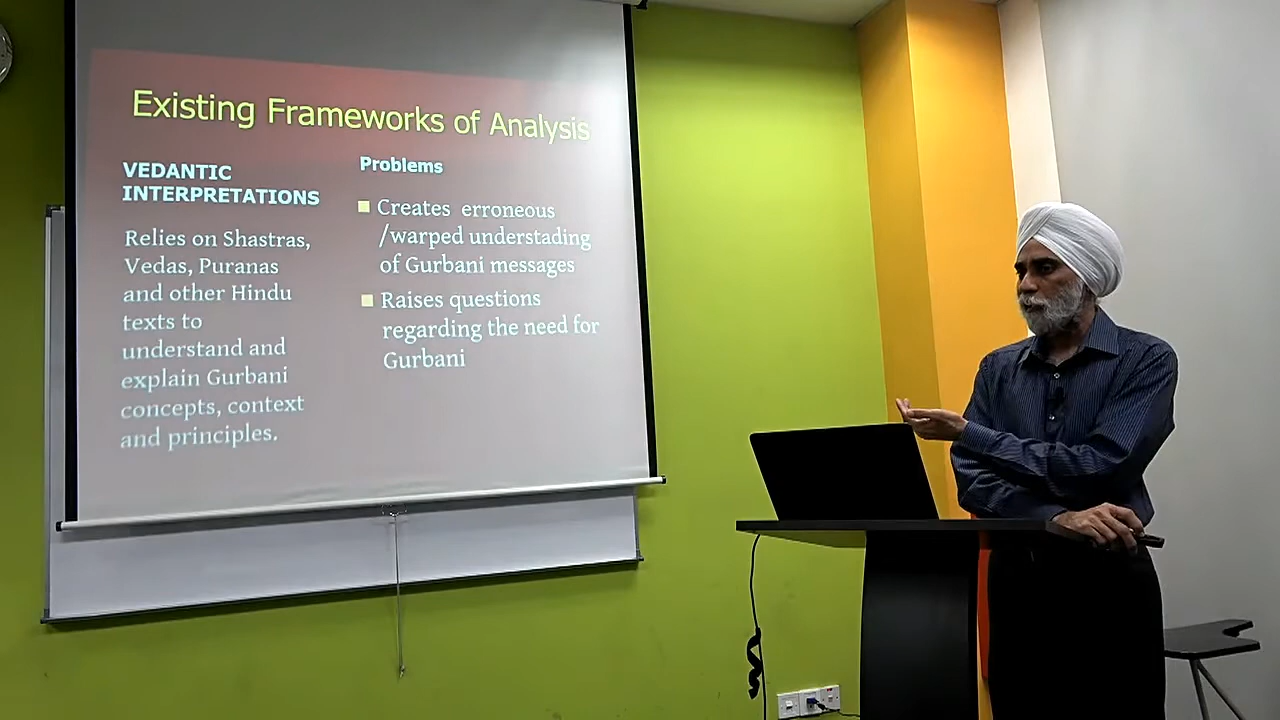 Existing Frameworks of Analysis
VEDANTIC
INTERPRETATIONS
Relies on Shastras,
Vedas, Puranas
and other Hindu
texts to
understand and
explain Gurbani
concepts, context
and principles.
Problems
Creates erroneous
/warped understading
of Gurbani messages
Raises questions
regarding the need for
Gurbani